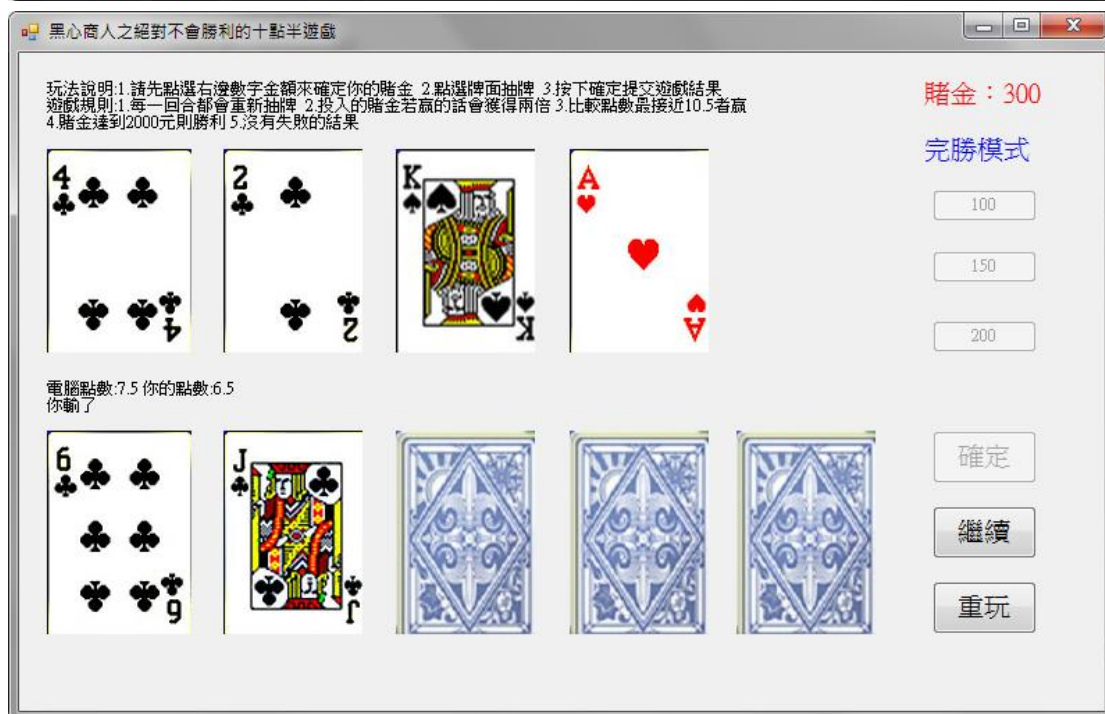 黑心商人之絕對不會勝利的十點半遊戲
玩法說明:1.請先點選右邊數字金額來確定你的賭金 2.點選牌面抽牌 3.按下確定提交遊戲結果
遊戲規則:1.每一回合都會重新抽牌 2.投入的賭金若贏的話會獲得兩倍 3.比較點數最接近10.5者贏
4.賭金達到2000元則勝利 5.沒有失敗的結果
賭金：300
完勝模式
100
150
200
4
4
2
2
K
K
A
A
電腦點數:7.5 你的點數:6.5
你輸了
6
6
J
J
確定
繼續
重玩